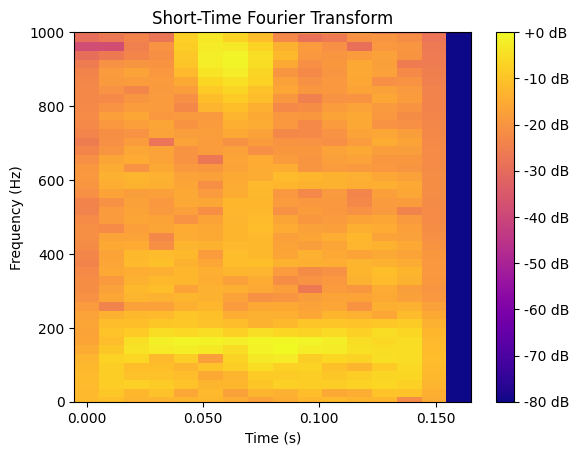 Short-Time Fourier Transform
Frequency (Hz)
1000
800
600
400
200
0
0.000
0.050
0.100
0.150
Time (s)
+0 dB
-10 dB
-20 dB
-30 dB
-40 dB
-50 dB
-60 dB
-70 dB
-80 dB